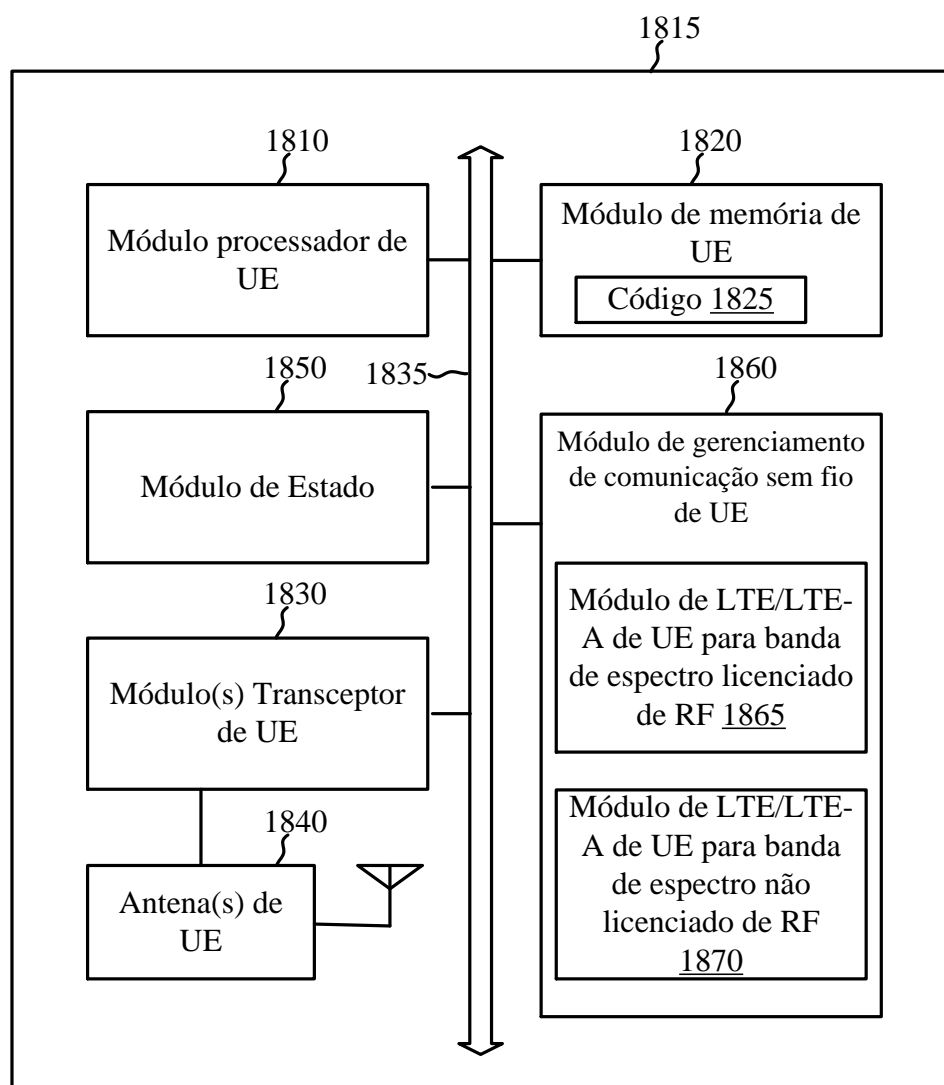 1815
1810
Módulo processador de
UE
1820
Módulo de memória de
UE
Código 1825
1850
Módulo de Estado
1835
1860
Módulo de gerenciamento
de comunicação sem fio
de UE
Módulo de LTE/LTE-
A de UE para banda
de espectro licenciado
de RF 1865
1830
Módulo(s) Transceptor
de UE
Módulo de LTE/LTE-
A de UE para banda
de espectro não
licenciado de RF
1870
1840
Antena(s) de
UE